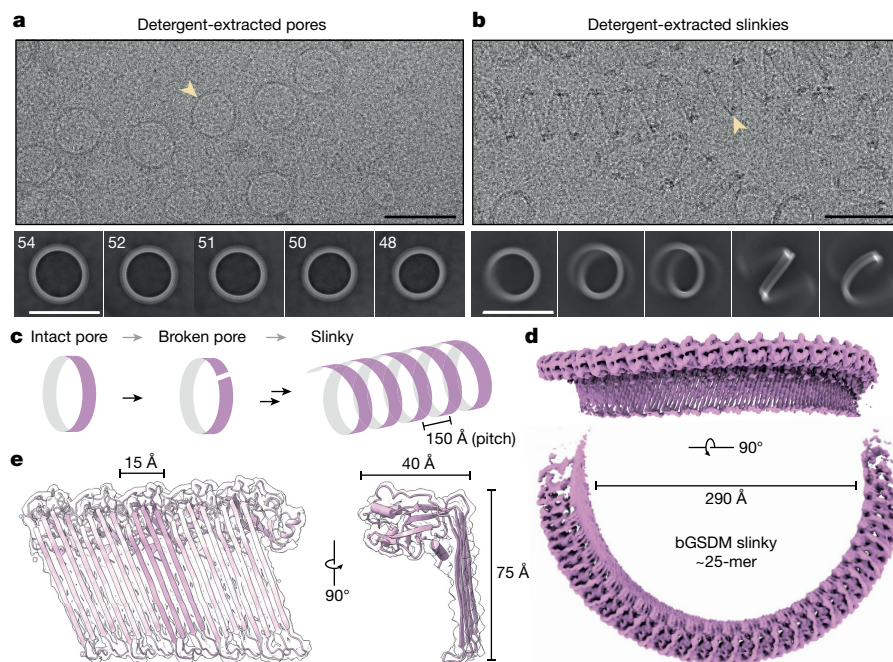 a
Detergent-extracted pores
54
52
51
50
48
b
Detergent-extracted slinkies
c
Intact pore
Broken pore
Slinky
150 Å (pitch)
d
90°
290 Å
bGSDM slinky
~25-mer
e
15 Å
90°
40 Å
75 Å